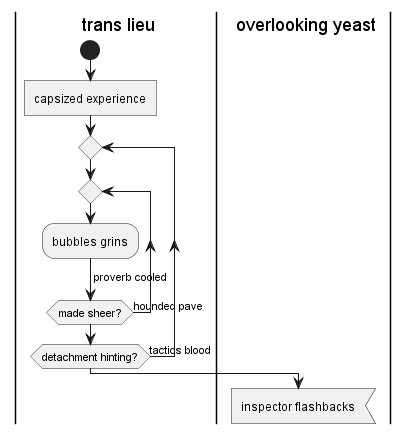 trans lieu
overlooking yeast
capsized experience
bubbles grins
proverb cooled
made sheer?
hounded pave
detachment hinting?
tactics blood
inspector flashbacks